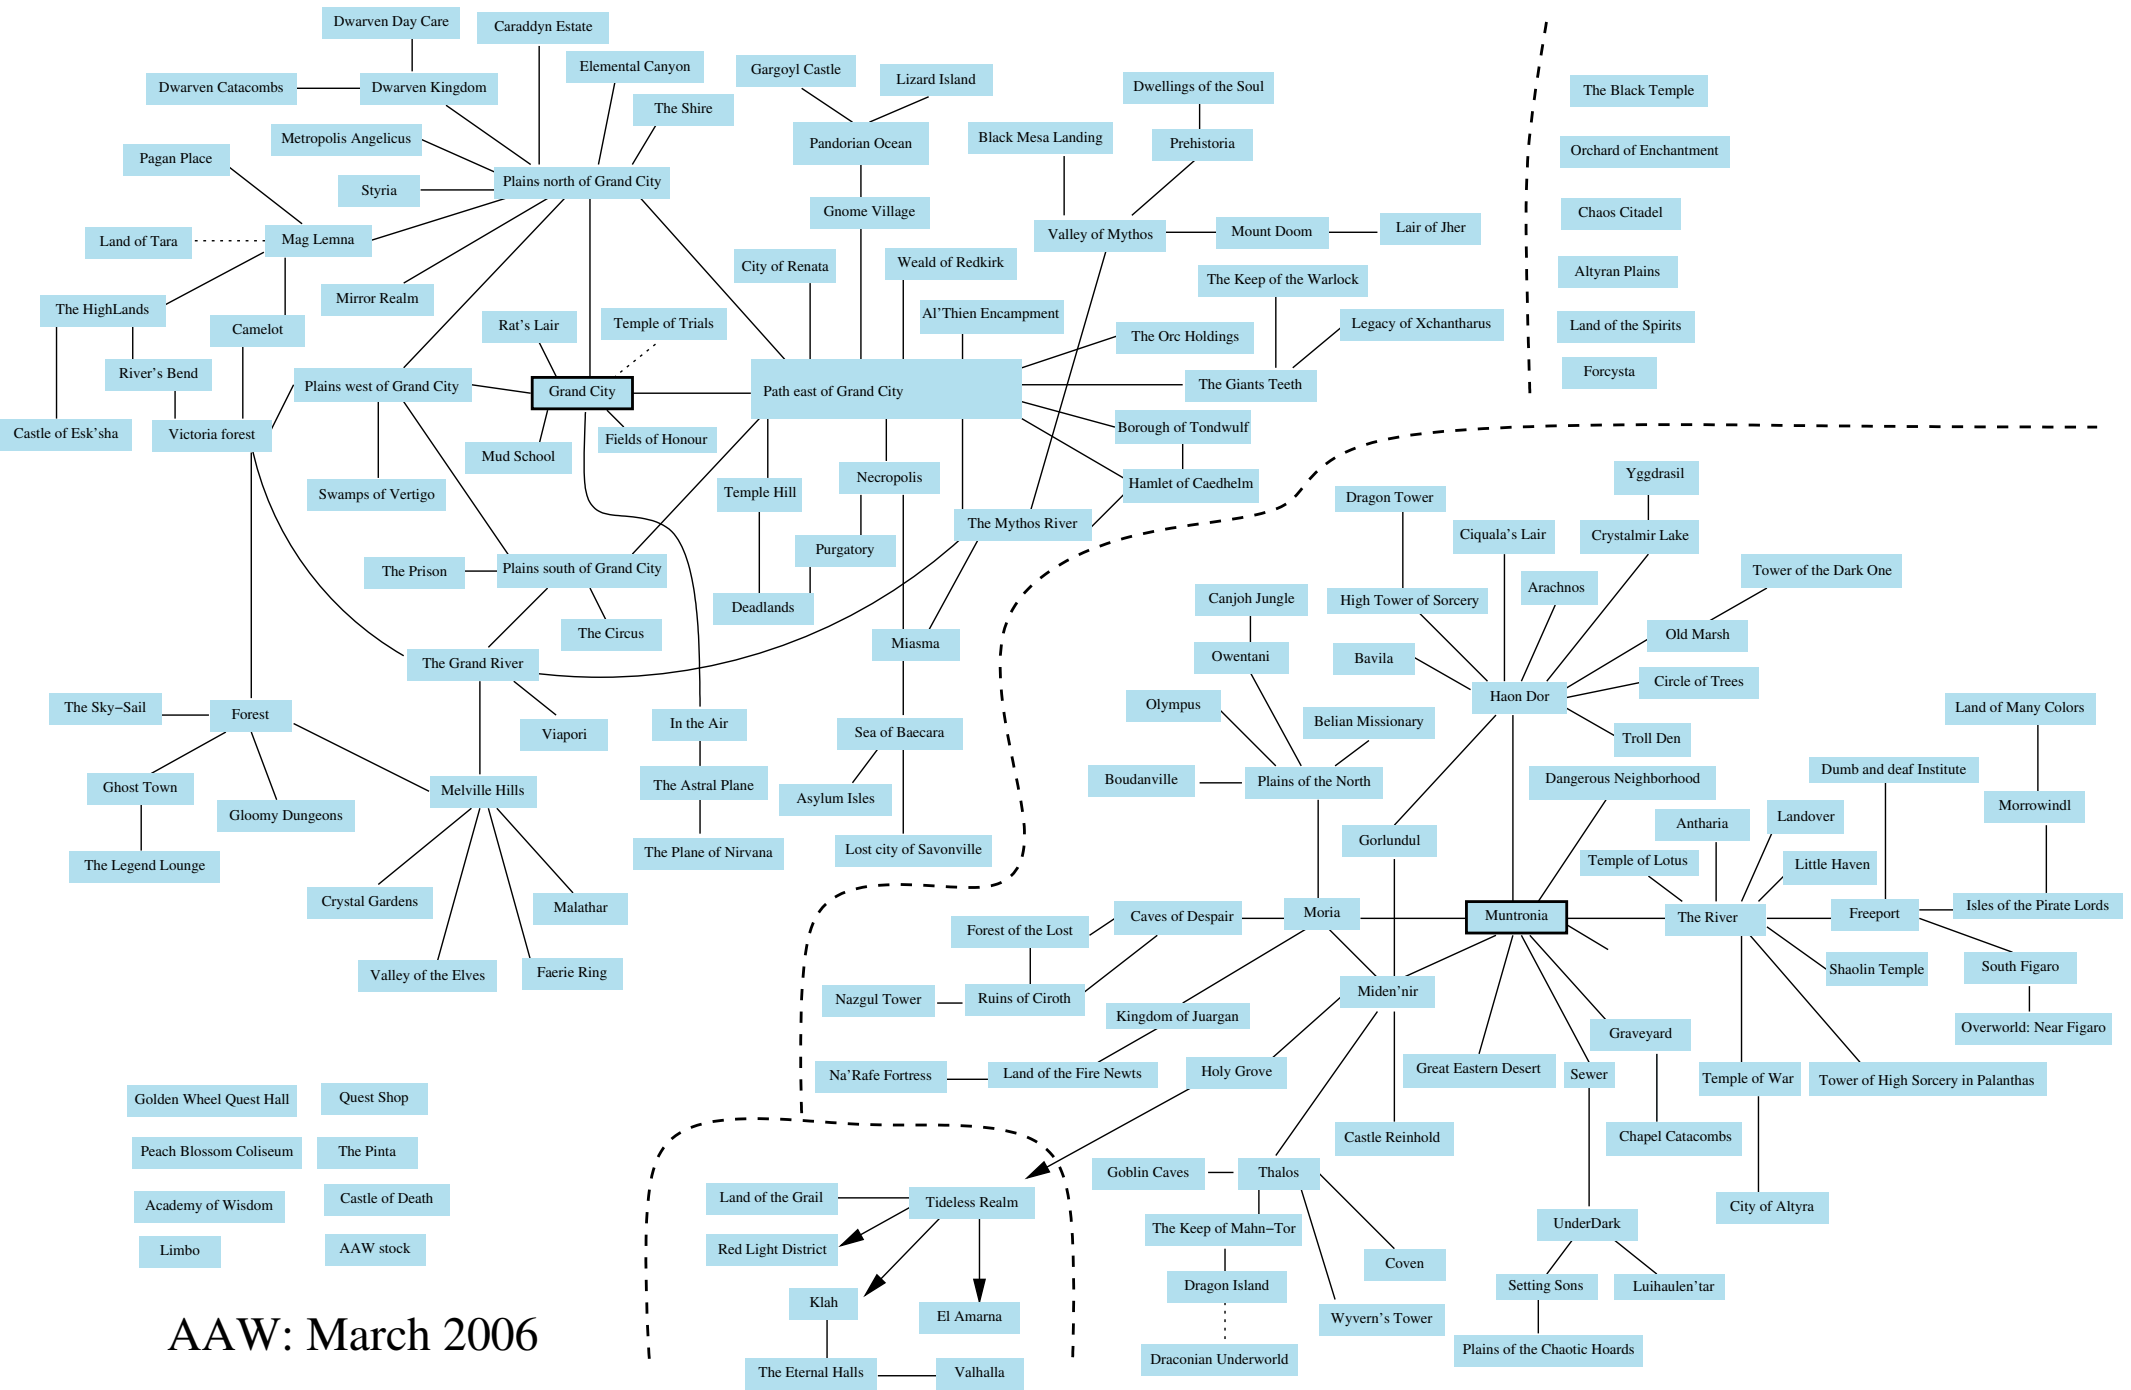 Dwarven Day Care
Caraddyn Estate
Elemental Canyon
Gargoyl Castle
Lizard Island
Dwellings of the Soul
The Black Temple
Dwarven Catacombs
Dwarven Kingdom
The Shire
Metropolis Angelicus
Pandorian Ocean
Black Mesa Landing
Prehistoria
Orchard of Enchantment
Pagan Place
Styria
Plains north of Grand City
Gnome Village
Chaos Citadel
Land of Tara
Mag Lemna
Valley of Mythos
Mount Doom
Lair of Jher
City of Renata
Weald of Redkirk
The Keep of the Warlock
Altyran Plains
The HighLands
Mirror Realm
Camelot
Rat's Lair
Temple of Trials
Al'Thien Encampment
The Orc Holdings
Legacy of Xchantharus
Land of the Spirits
River's Bend
Plains west of Grand City
Grand City
Path east of Grand City
The Giants Teeth
Forcysta
Castle of Esk'sha
Victoria forest
Mud School
Fields of Honour
Borough of Tondwulf
Swamps of Vertigo
Temple Hill
Necropolis
Hamlet of Caedhelm
Yggdrasil
Dragon Tower
The Mythos River
Ciquala's Lair
Crystalmir Lake
The Prison
Plains south of Grand City
Purgatory
Tower of the Dark One
Deadlands
Canjoh Jungle
High Tower of Sorcery
Arachnos
The Circus
Miasma
Old Marsh
The Grand River
Owentani
Bavila
Circle of Trees
Haon Dor
The Sky−Sail
Forest
Viapori
In the Air
Sea of Baecara
Olympus
Belian Missionary
Troll Den
Land of Many Colors
Ghost Town
Melville Hills
The Astral Plane
Asylum Isles
Boudanville
Plains of the North
Dangerous Neighborhood
Dumb and deaf Institute
Gloomy Dungeons
Morrowindl
Antharia
Landover
The Legend Lounge
The Plane of Nirvana
Lost city of Savonville
Gorlundul
Temple of Lotus
Little Haven
Crystal Gardens
Malathar
Forest of the Lost
Caves of Despair
Moria
Muntronia
The River
Freeport
Isles of the Pirate Lords
Valley of the Elves
Faerie Ring
Nazgul Tower
Ruins of Ciroth
Miden'nir
Shaolin Temple
South Figaro
Kingdom of Juargan
Graveyard
Overworld: Near Figaro
Na'Rafe Fortress
Land of the Fire Newts
Holy Grove
Great Eastern Desert
Sewer
Temple of War
Tower of High Sorcery in Palanthas
Golden Wheel Quest Hall
Quest Shop
Peach Blossom Coliseum
The Pinta
Castle Reinhold
Chapel Catacombs
Goblin Caves
Thalos
Academy of Wisdom
Castle of Death
Land of the Grail
Tideless Realm
City of Altyra
The Keep of Mahn−Tor
UnderDark
Limbo
AAW stock
Red Light District
Coven
Dragon Island
Setting Sons
Luihaulen'tar
Klah
El Amarna
Wyvern's Tower
AAW: March 2006
Draconian Underworld
Plains of the Chaotic Hoards
The Eternal Halls
Valhalla